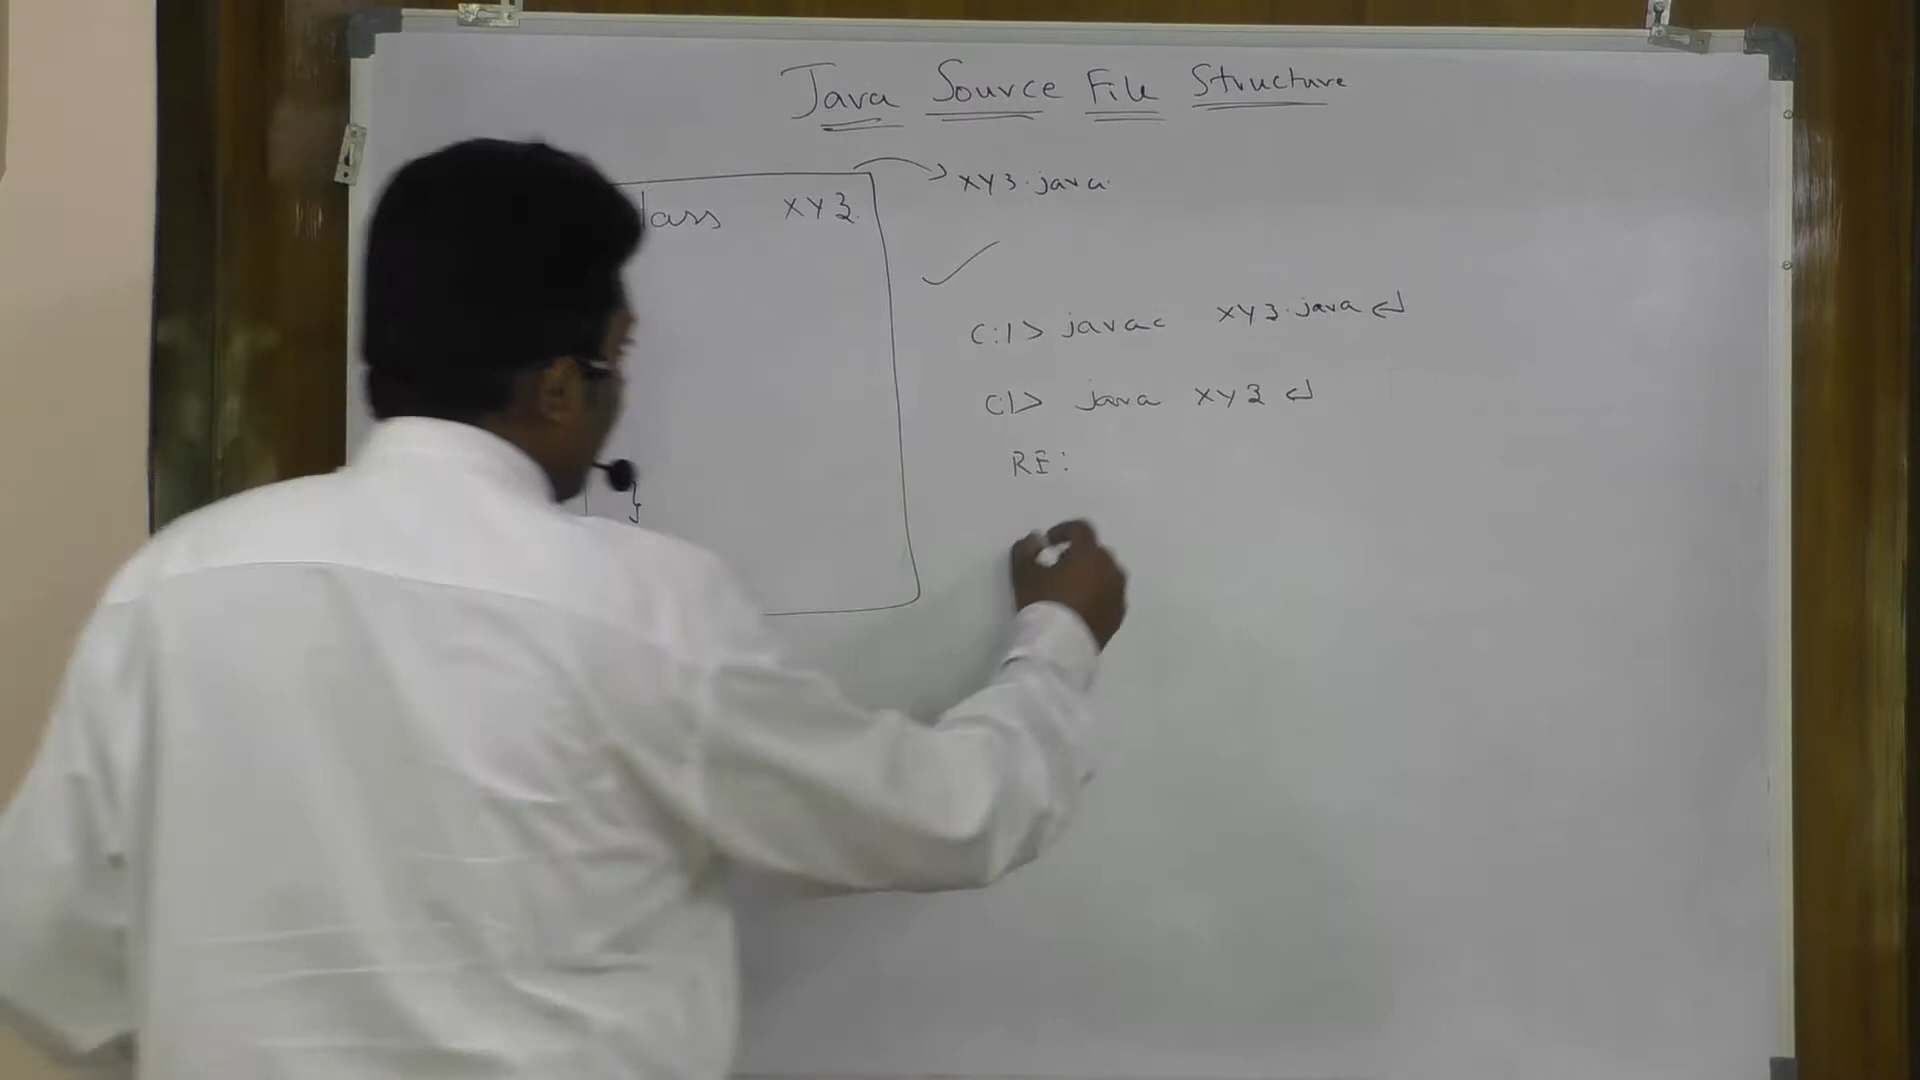 Java Source File Structure
xyz.java
lass xyz
C:\> javac xyz.java ↵
C\> java xyz ↵
RE:
}